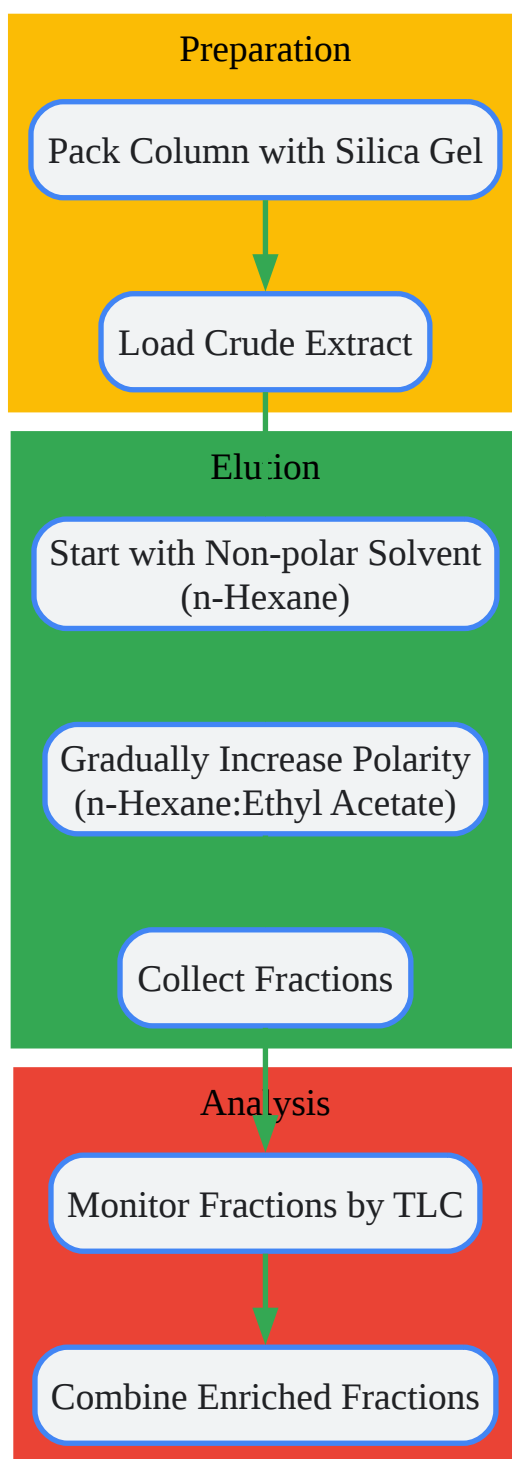 Preparation
Pack Column with Silica Gel
Load Crude Extract
Elution
Start with Non-polar Solvent
(n-Hexane)
Gradually Increase Polarity
(n-Hexane:Ethyl Acetate)
Collect Fractions
Analysis
Monitor Fractions by TLC
Combine Enriched Fractions